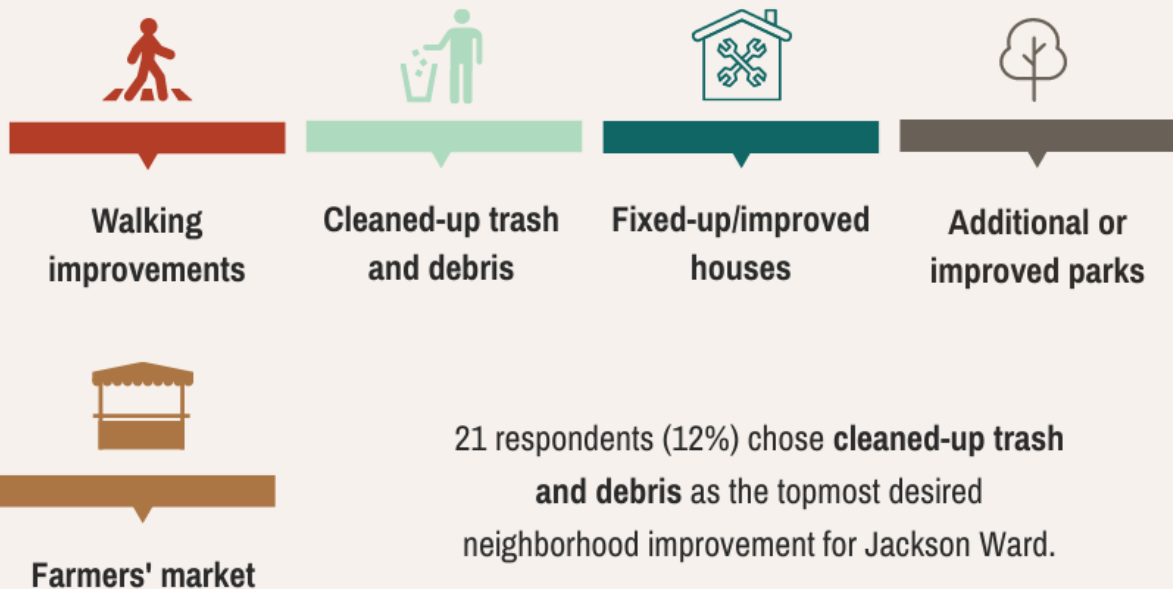 Walking
improvements
Cleaned-up trash
and debris
Fixed-up/improved
houses
Additional or
improved parks
Farmers' market
21 respondents (12%) chose cleaned-up trash
and debris as the topmost desired
neighborhood improvement for Jackson Ward.